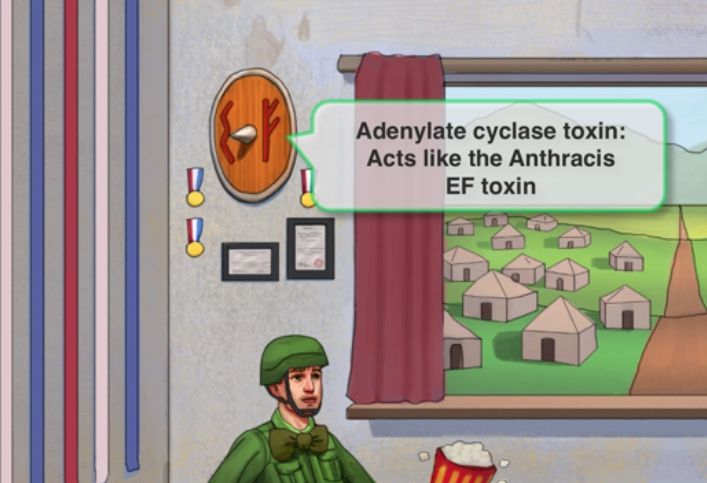 Adenylate cyclase toxin:
Acts like the Anthracis
EF toxin